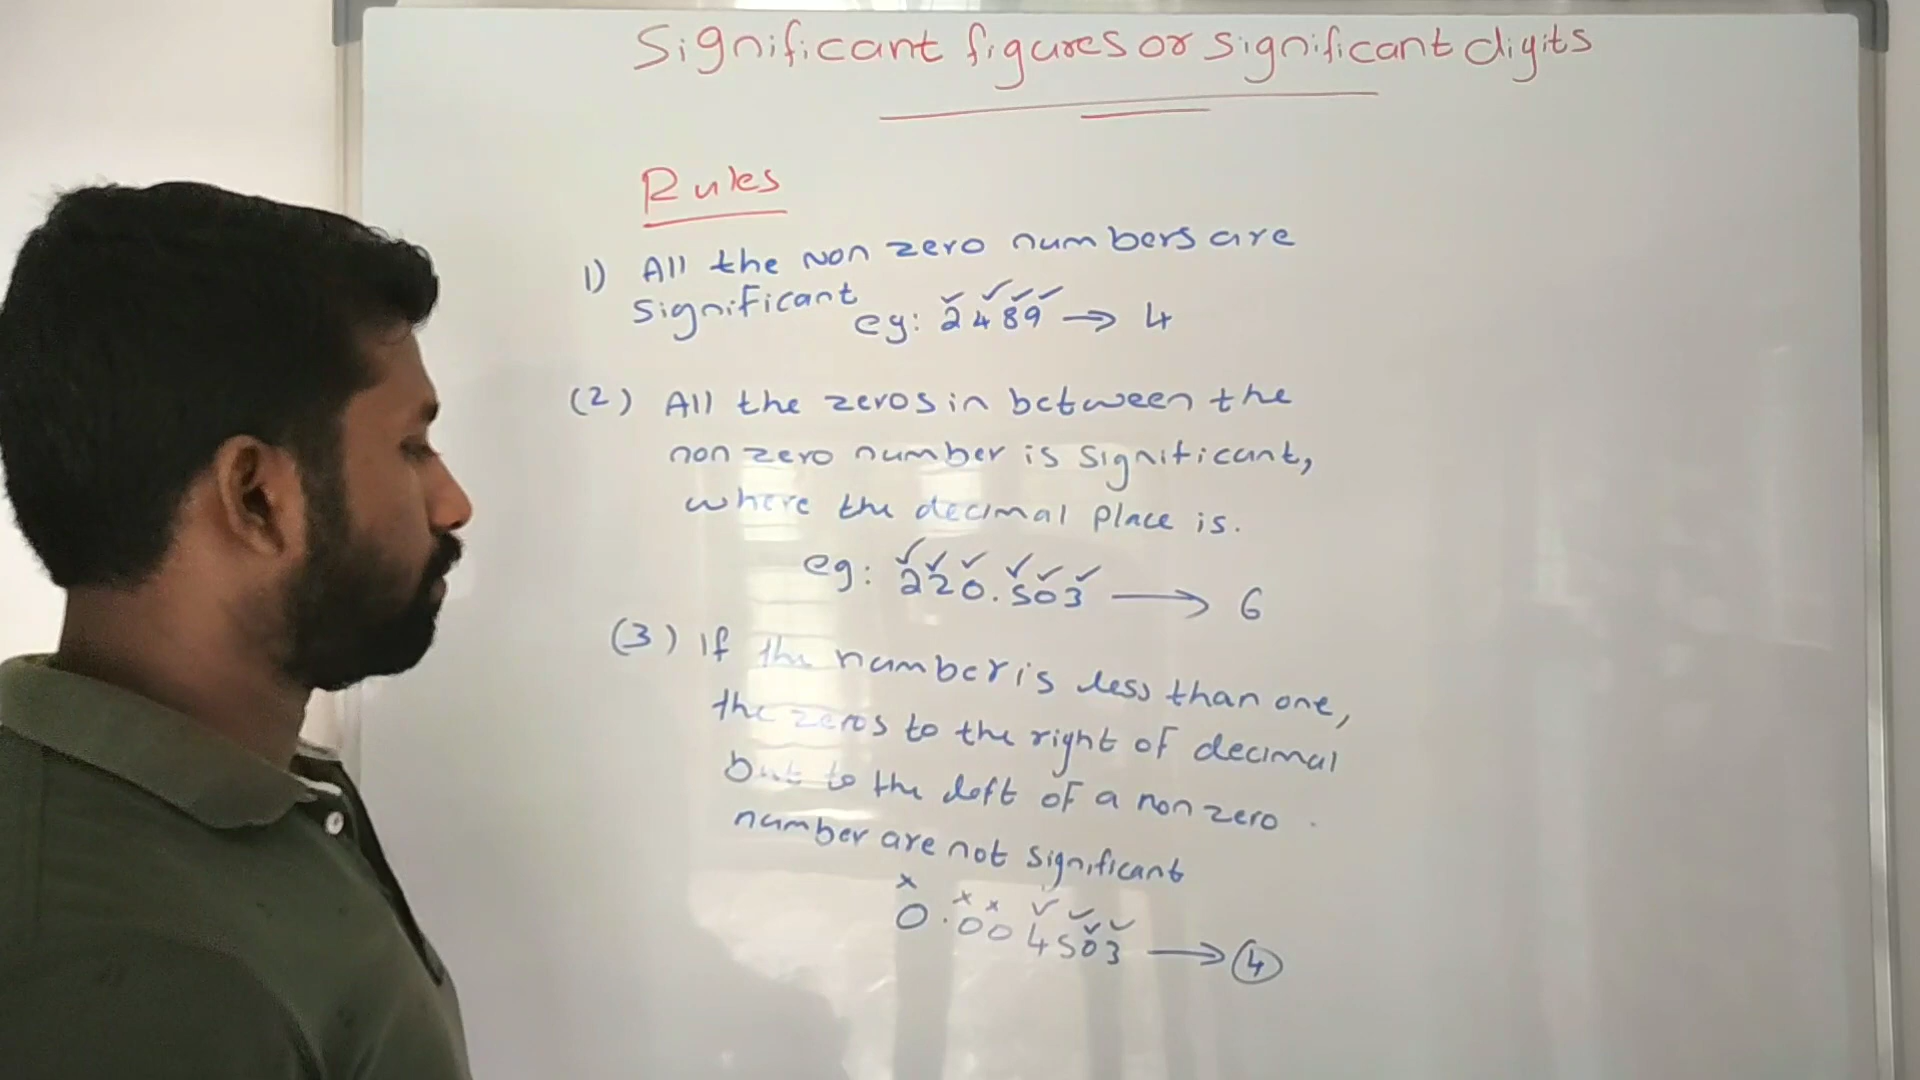 Significant figures or significant digits
Rules
1) All the Non zero numbers are
significant
eg: 2489 → 4
(2) All the zeros in between the
non zero number is significant,
where the decimal place is.
eg: 220.503 → 6
(3) If the number is less than one,
the zeros to the right of decimal
but to the left of a non zero
number are not significant
0.004503 → 4